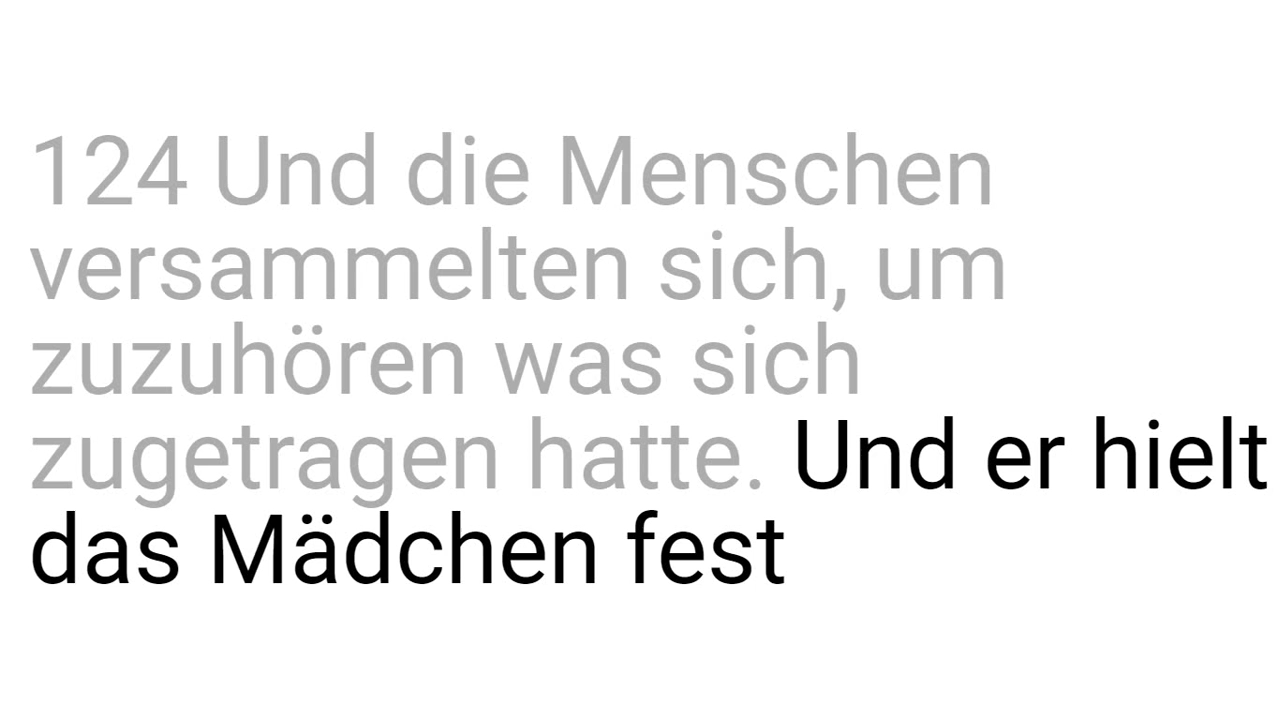 124 Und die Menschen
versammelten sich, um
zuzuhören was sich
zugetragen hatte. Und er hielt
das Mädchen fest